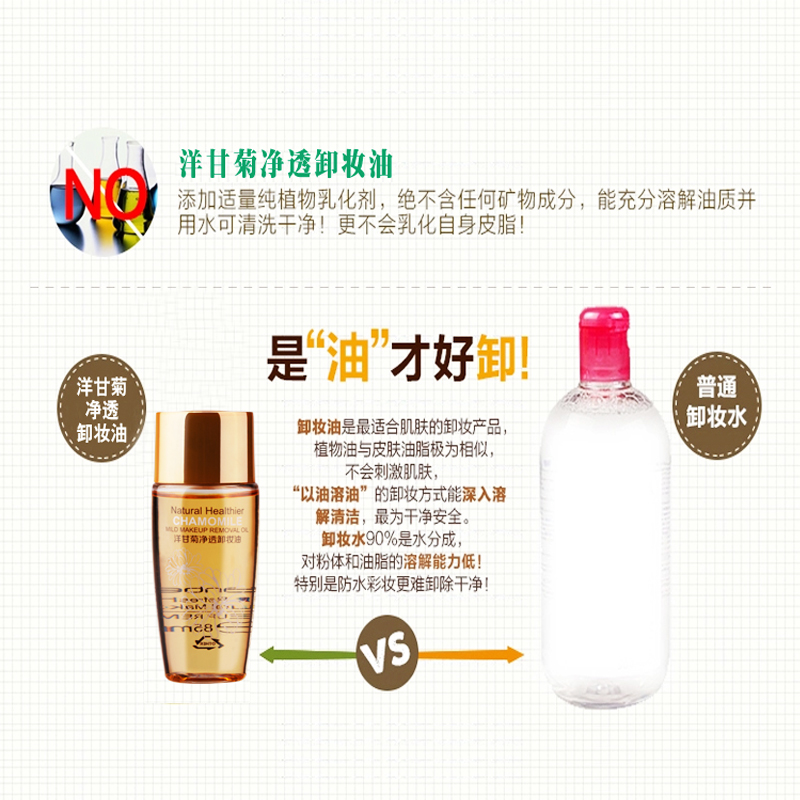 NO
洋甘菊净透卸妆油
添加适量纯植物乳化剂，绝不含任何矿物成分，能充分溶解油质并
用水可清洗干净！更不会乳化自身皮脂！
是“油”才好卸！
洋甘菊
净透
卸妆油
普通
卸妆水
卸妆油是最适合肌肤的卸妆产品，
植物油与皮肤油脂极为相似，
不会刺激肌肤，
“以油溶油”的卸妆方式能深入溶
解清洁，最为干净安全。
卸妆水90%是水分成，
对粉体和油脂的溶解能力低！
特别是防水彩妆更难卸除干净！
Natural Healthier
CHAMOMILE
MILD MAKEUP REMOVAL OIL
洋甘菊净透卸妆油
85ml
VS